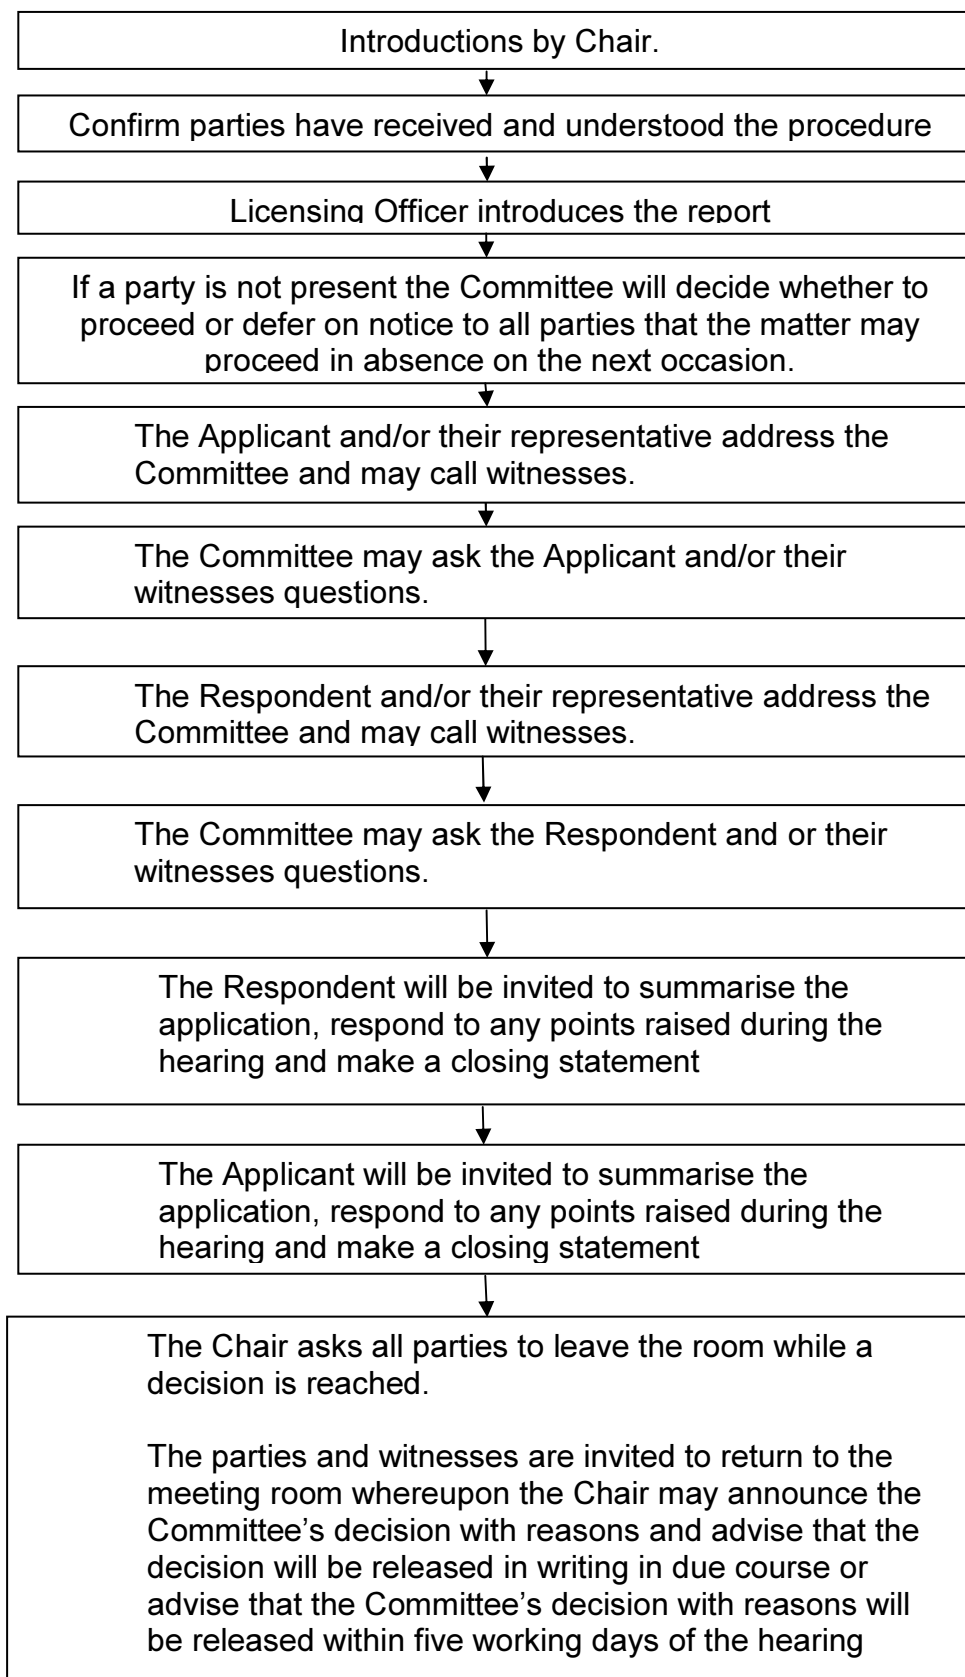 Introductions by Chair.
Confirm parties have received and understood the procedure
Licensing Officer introduces the report
If a party is not present the Committee will decide whether to
proceed or defer on notice to all parties that the matter may
proceed in absence on the next occasion.
The Applicant and/or their representative address the
Committee and may call witnesses.
The Committee may ask the Applicant and/or their
witnesses questions.
The Respondent and/or their representative address the
Committee and may call witnesses.
The Committee may ask the Respondent and or their
witnesses questions.
The Respondent will be invited to summarise the
application, respond to any points raised during the
hearing and make a closing statement
The Applicant will be invited to summarise the
application, respond to any points raised during the
hearing and make a closing statement
The Chair asks all parties to leave the room while a
decision is reached.
The parties and witnesses are invited to return to the
meeting room whereupon the Chair may announce the
Committee’s decision with reasons and advise that the
decision will be released in writing in due course or
advise that the Committee’s decision with reasons will
be released within five working days of the hearing